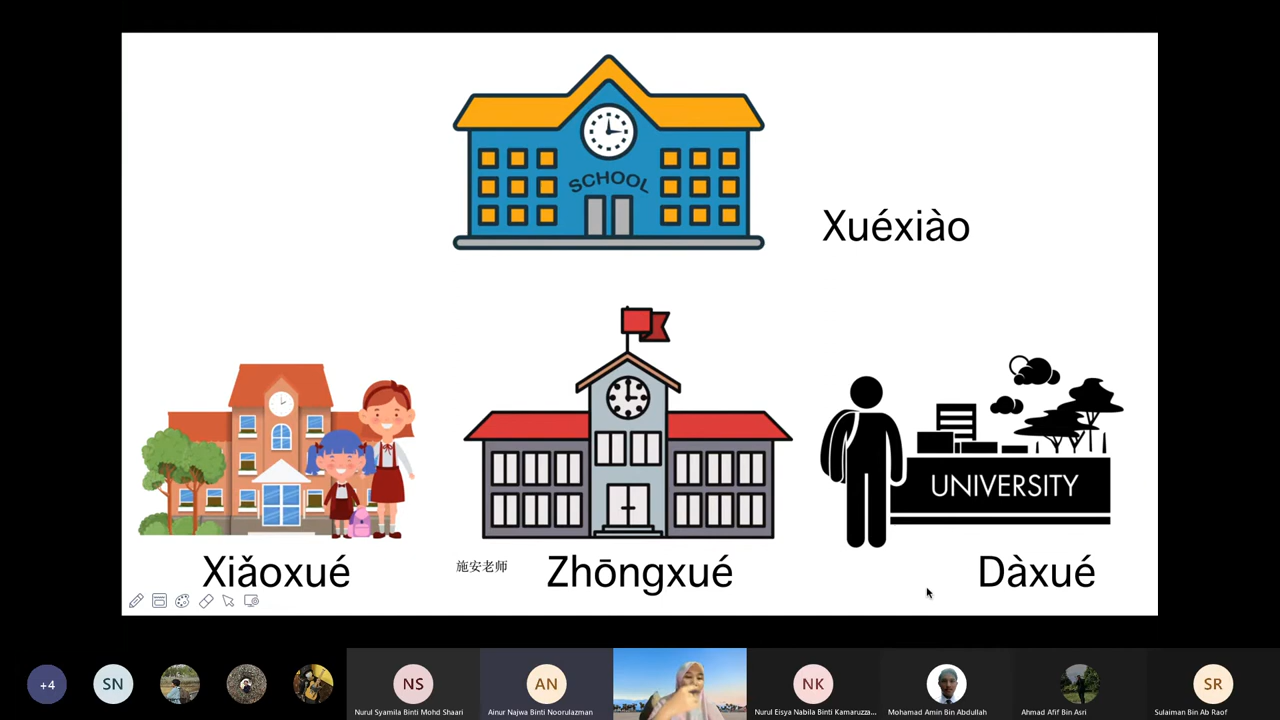 SCHOOL
Xuéxiào
UNIVERSITY
Xiǎoxué
施安老师
Zhōngxué
Dàxué
+4
SN
NS
AN
NK
SR
Nurul Syamila Binti Mohd Shaari
Ainur Najwa Binti Noorulazman
Nurul Eisya Nabila Binti Kamaruzza...
Mohamad Amin Bin Abdullah
Ahmad Afif Bin Asri
Sulaiman Bin Ab Raof